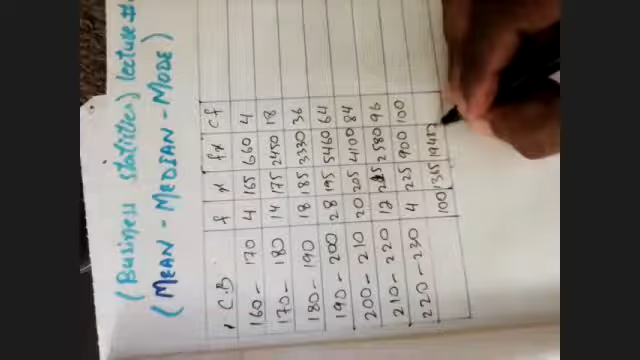 (Business statistics) lecture #
(MEAN - MEDIAN - MODE)
C.B f x fx cf
160 - 170 4 165 660 4
170 - 180 14 175 2450 18
180 - 190 18 185 3330 36
190 - 200 28 195 5460 64
200 - 210 20 205 4100 84
210 - 220 12 215 2580 96
220 - 230 4 225 900 100
100 1365